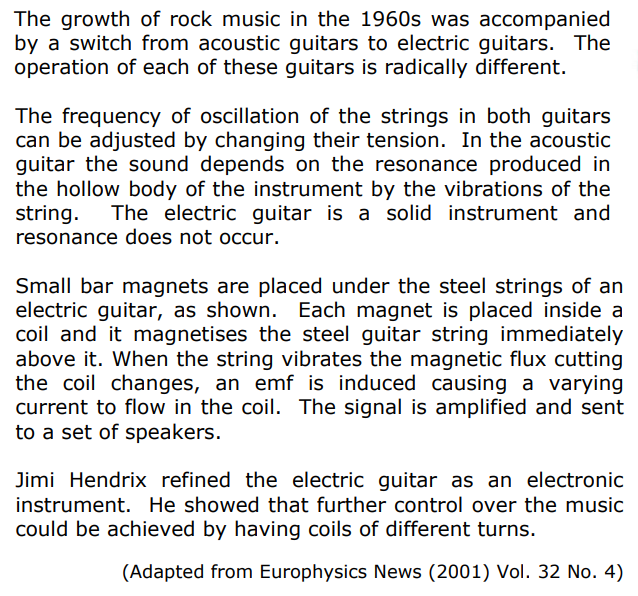 The growth of rock music in the 1960s was accompanied
by a switch from acoustic guitars to electric guitars. The
operation of each of these guitars is radically different.
The frequency of oscillation of the strings in both guitars
can be adjusted by changing their tension. In the acoustic
guitar the sound depends on the resonance produced in
the hollow body of the instrument by the vibrations of the
string. The electric guitar is a solid instrument and
resonance does not occur.
Small bar magnets are placed under the steel strings of an
electric guitar, as shown. Each magnet is placed inside a
coil and it magnetises the steel guitar string immediately
above it. When the string vibrates the magnetic flux cutting
the coil changes, an emf is induced causing a varying
current to flow in the coil. The signal is amplified and sent
to a set of speakers.
Jimi Hendrix refined the electric guitar as an electronic
instrument. He showed that further control over the music
could be achieved by having coils of different turns.
(Adapted from Europhysics News (2001) Vol. 32 No. 4)